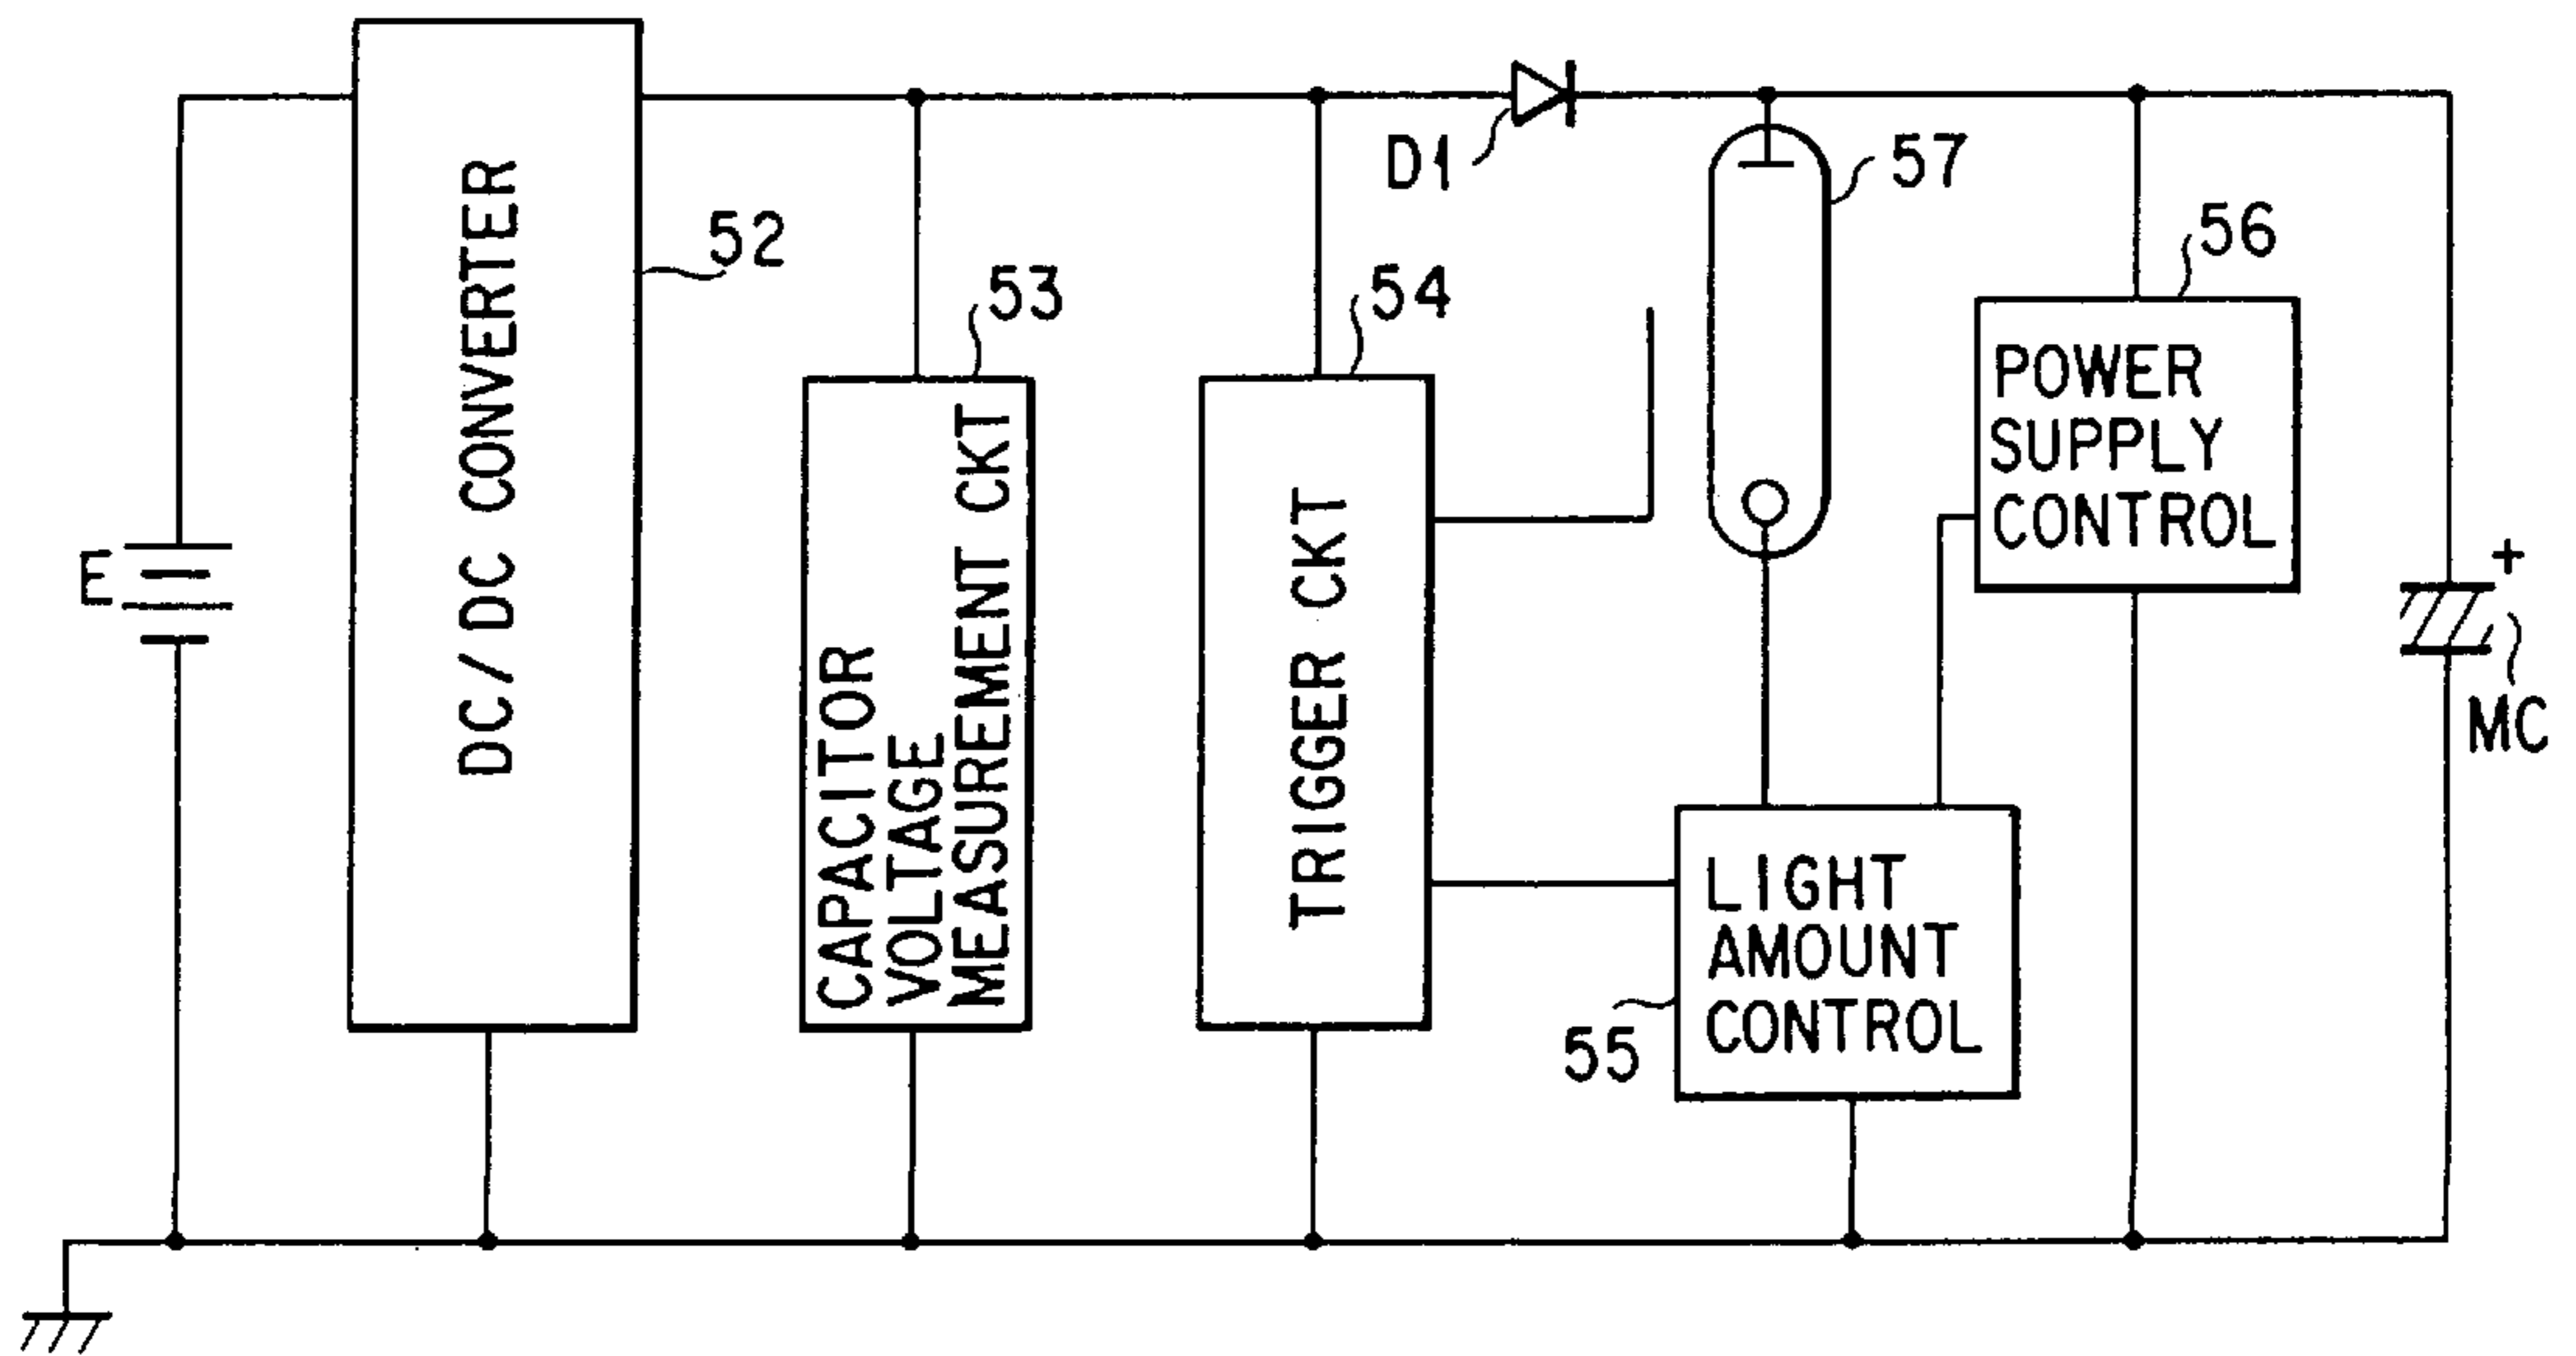 E
DC/DC CONVERTER
52
CAPACITOR
VOLTAGE
MEASUREMENT CKT
53
TRIGGER CKT
54
D1
57
POWER
SUPPLY
CONTROL
56
LIGHT
AMOUNT
CONTROL
55
+
MC